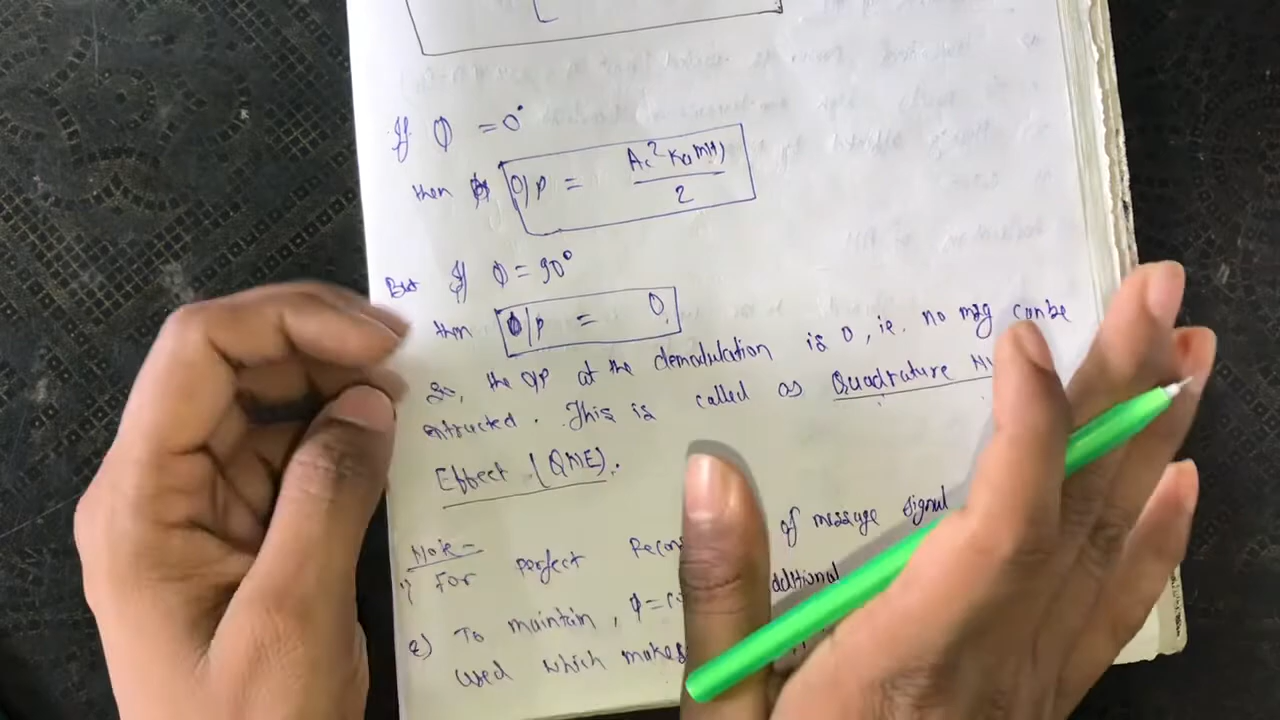 If ϕ = 0°
then O/P = Ac² Ka m(t) / 2
But If ϕ = 90°
then O/P = 0.
So, the O/P at the demodulation is 0, ie. no msg can be
extracted. This is called as Quadrature
Effect (QNE).
Note -
1) For perfect of message signal
2) To maintain, ϕ = additional
used which makes